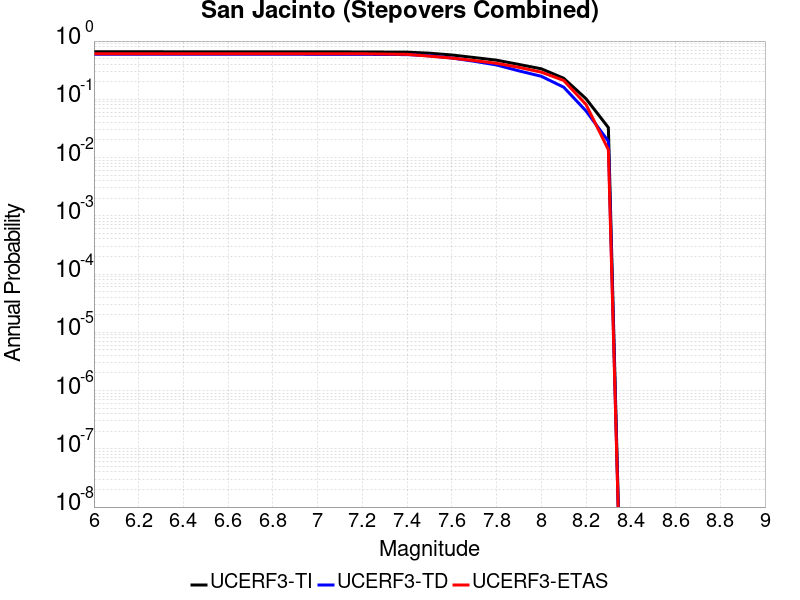 San Jacinto (Stepovers Combined)
10^0
10^-1
10^-2
10^-3
10^-4
10^-5
10^-6
10^-7
10^-8
Annual Probability
6 6.2 6.4 6.6 6.8 7 7.2 7.4 7.6 7.8 8 8.2 8.4 8.6 8.8 9
Magnitude
UCERF3-TI UCERF3-TD UCERF3-ETAS